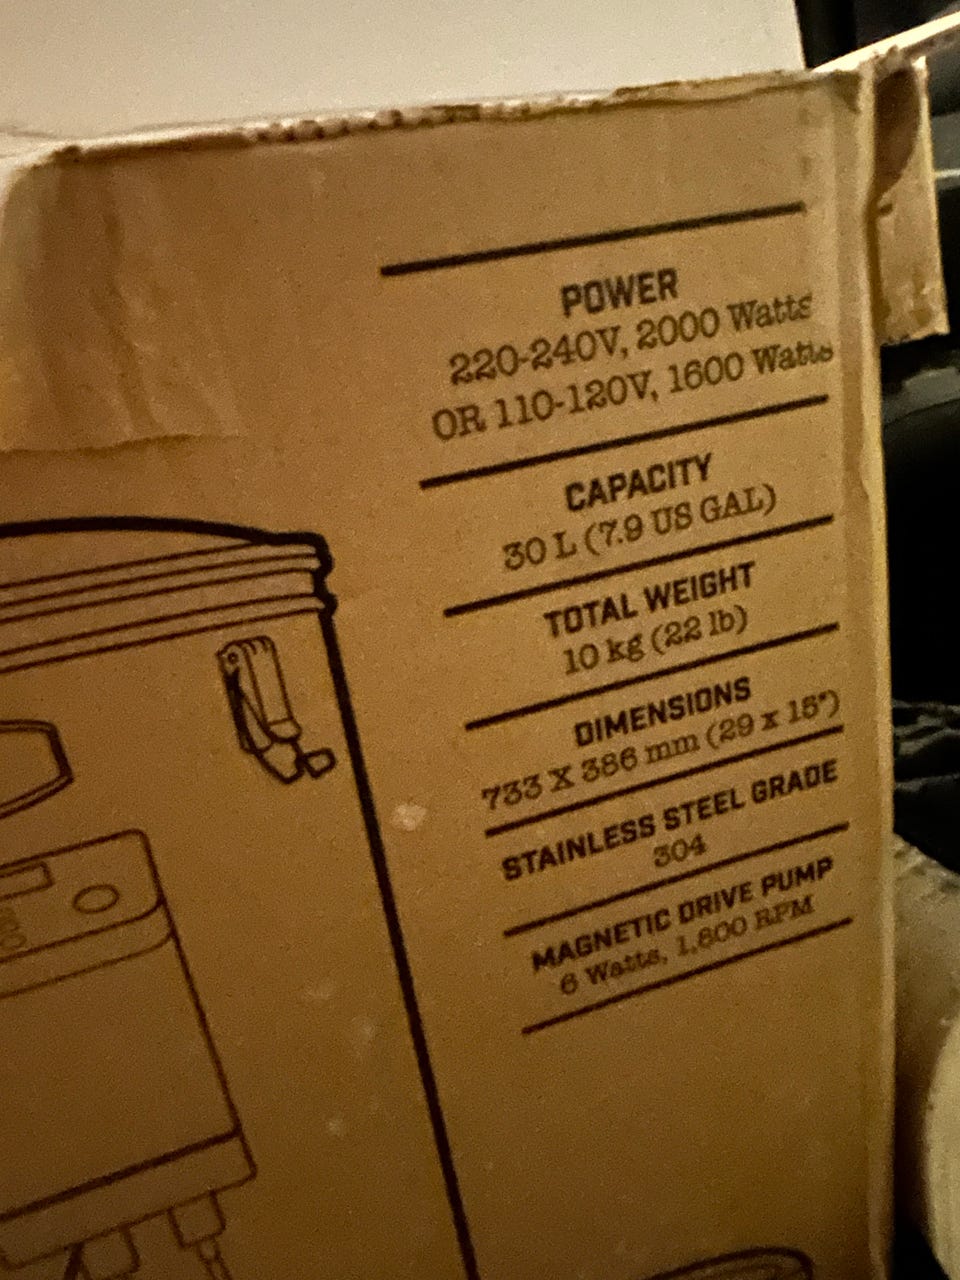 POWER
220-240V, 2000 Watts
OR 110-120V, 1600 Watts
CAPACITY
30 L (7.9 US GAL)
TOTAL WEIGHT
10 kg (22 lb)
DIMENSIONS
733 X 386 mm (29 x 15")
STAINLESS STEEL GRADE
304
MAGNETIC DRIVE PUMP
6 Watts, 1,800 RPM